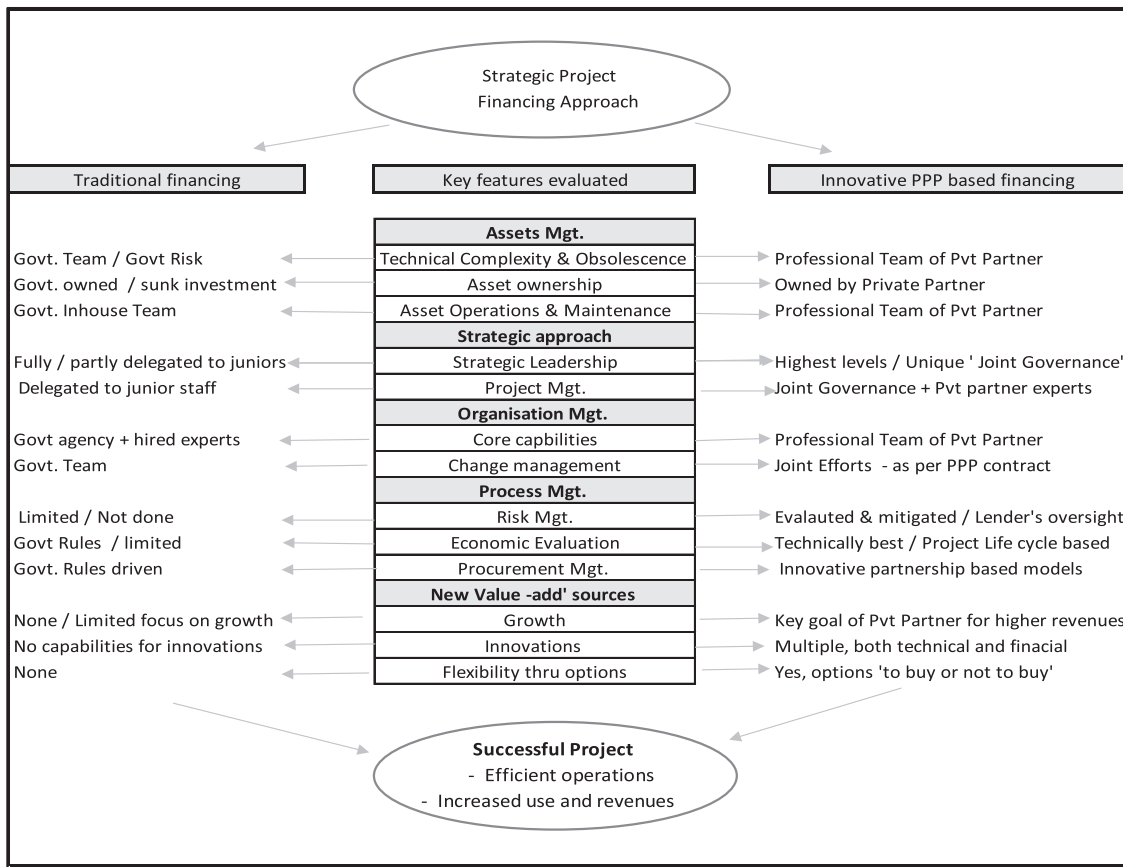 Strategic Project
Financing Approach
Traditional financing
Key features evaluated
Innovative PPP based financing
Assets Mgt.
Govt. Team / Govt Risk
Technical Complexity & Obsolescence
Professional Team of Pvt Partner
Govt. owned / sunk investment
Asset ownership
Owned by Private Partner
Govt. Inhouse Team
Asset Operations & Maintenance
Professional Team of Pvt Partner
Strategic approach
Fully / partly delegated to juniors
Strategic Leadership
Highest levels / Unique ' Joint Governance'
Delegated to junior staff
Project Mgt.
Joint Governance + Pvt partner experts
Organisation Mgt.
Govt agency + hired experts
Core capbilities
Professional Team of Pvt Partner
Govt. Team
Change management
Joint Efforts - as per PPP contract
Process Mgt.
Limited / Not done
Risk Mgt.
Evalauted & mitigated / Lender's oversight
Govt Rules / limited
Economic Evaluation
Technically best / Project Life cycle based
Govt. Rules driven
Procurement Mgt.
Innovative partnership based models
New Value -add' sources
None / Limited focus on growth
Growth
Key goal of Pvt Partner for higher revenues
No capabilities for innovations
Innovations
Multiple, both technical and finacial
None
Flexibility thru options
Yes, options 'to buy or not to buy'
Successful Project
- Efficient operations
- Increased use and revenues